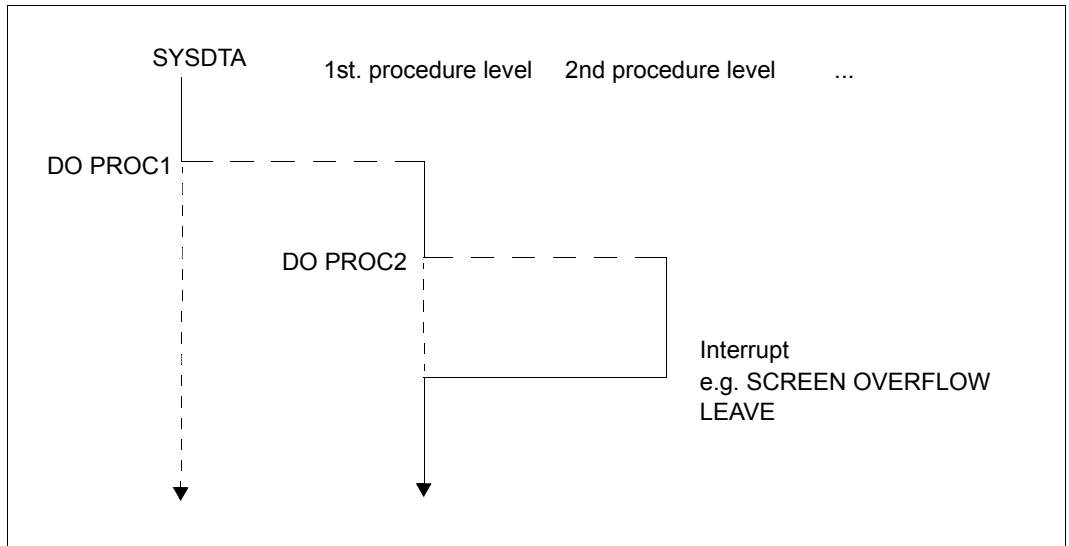 SYSDTA
1st. procedure level
2nd procedure level
...
DO PROC1
DO PROC2
Interrupt
e.g. SCREEN OVERFLOW
LEAVE